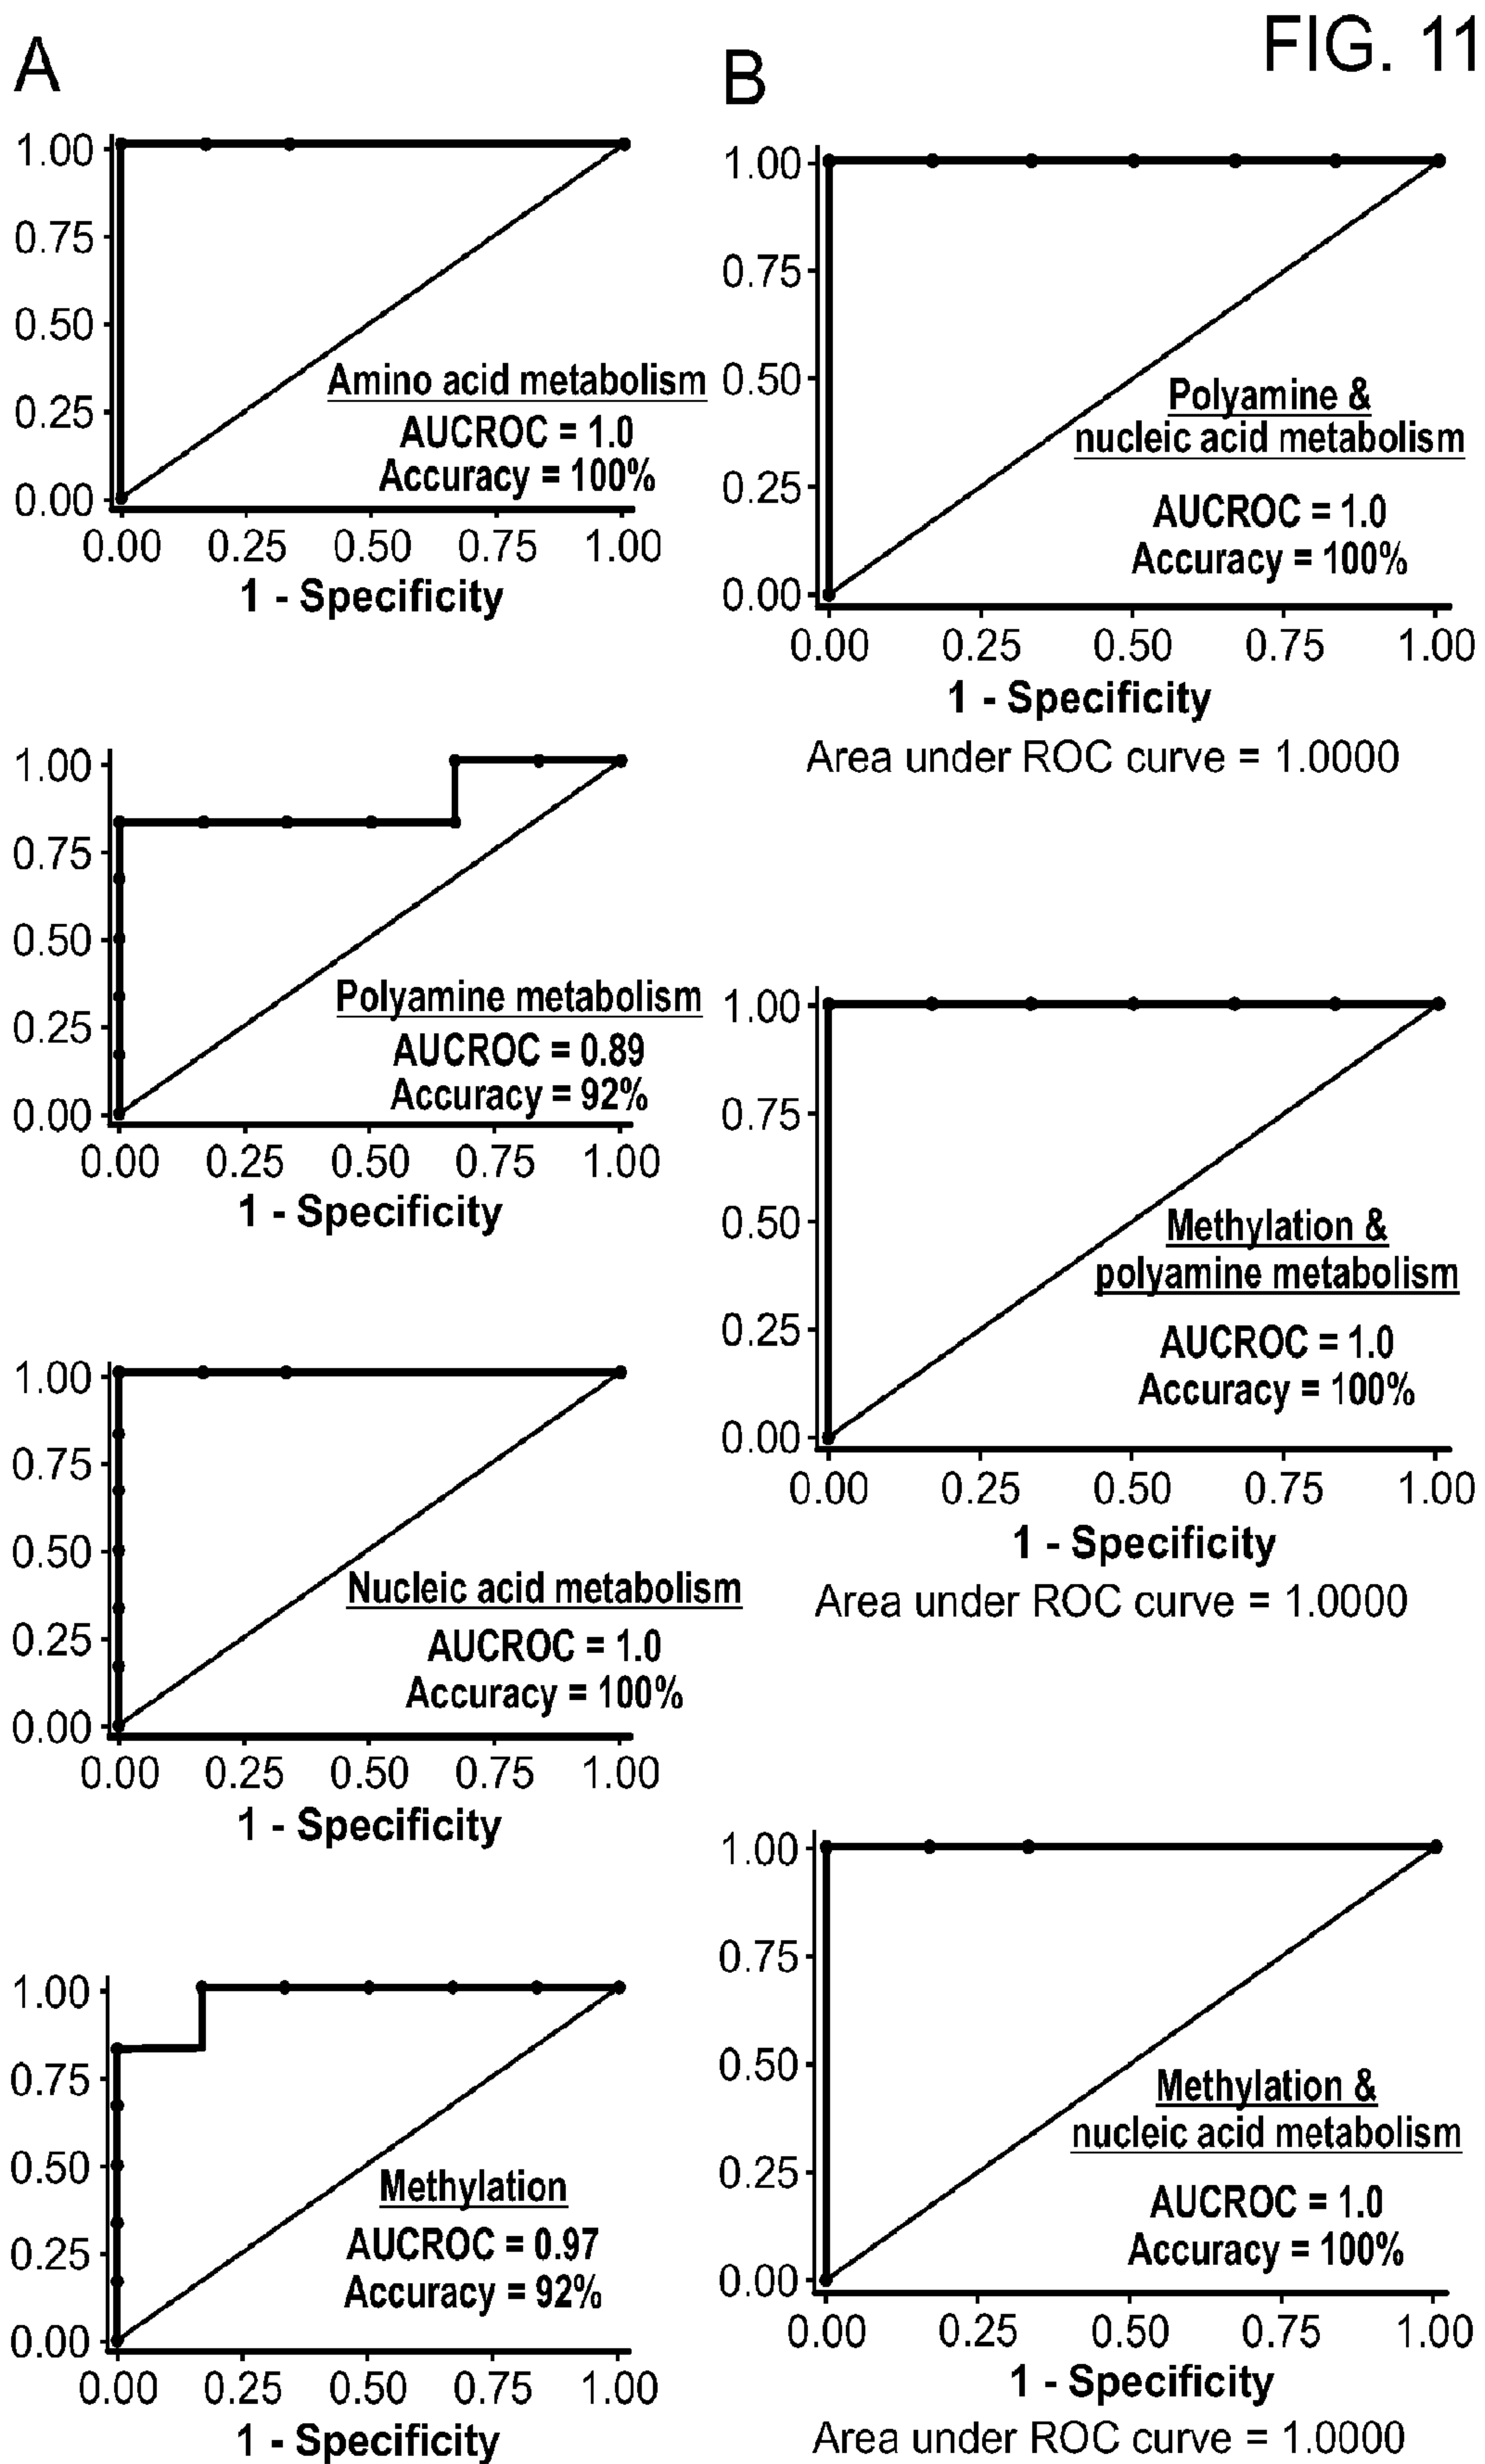 FIG. 11
A
1.00
0.75
0.50
0.25
0.00
Amino acid metabolism
AUCROC = 1.0
Accuracy = 100%
0.00 0.25 0.50 0.75 1.00
1 - Specificity
1.00
0.75
0.50
0.25
0.00
Polyamine metabolism
AUCROC = 0.89
Accuracy = 92%
0.00 0.25 0.50 0.75 1.00
1 - Specificity
1.00
0.75
0.50
0.25
0.00
Nucleic acid metabolism
AUCROC = 1.0
Accuracy = 100%
0.00 0.25 0.50 0.75 1.00
1 - Specificity
1.00
0.75
0.50
0.25
0.00
Methylation
AUCROC = 0.97
Accuracy = 92%
0.00 0.25 0.50 0.75 1.00
1 - Specificity
B
1.00
0.75
0.50
0.25
0.00
Polyamine &
nucleic acid metabolism
AUCROC = 1.0
Accuracy = 100%
0.00 0.25 0.50 0.75 1.00
1 - Specificity
Area under ROC curve = 1.0000
1.00
0.75
0.50
0.25
0.00
Methylation &
polyamine metabolism
AUCROC = 1.0
Accuracy = 100%
0.00 0.25 0.50 0.75 1.00
1 - Specificity
Area under ROC curve = 1.0000
1.00
0.75
0.50
0.25
0.00
Methylation &
nucleic acid metabolism
AUCROC = 1.0
Accuracy = 100%
0.00 0.25 0.50 0.75 1.00
1 - Specificity
Area under ROC curve = 1.0000